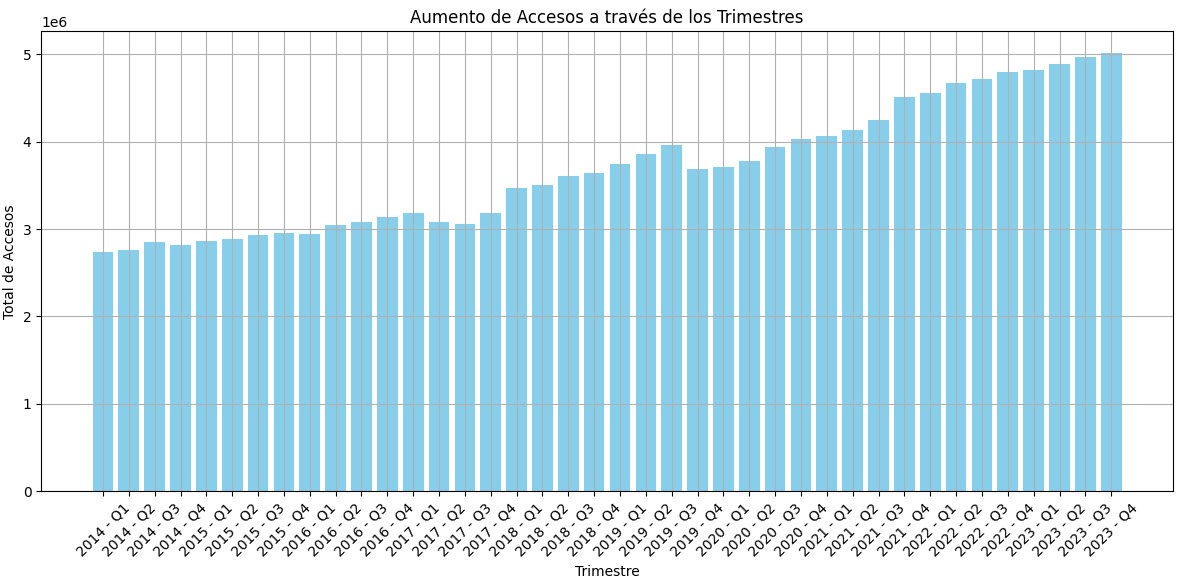 Aumento de Accesos a través de los Trimestres
1e6
5
4
3
2
1
0
Total de Accesos
2014 - Q1
2014 - Q2
2014 - Q3
2014 - Q4
2015 - Q1
2015 - Q2
2015 - Q3
2015 - Q4
2016 - Q1
2016 - Q2
2016 - Q3
2016 - Q4
2017 - Q1
2017 - Q2
2017 - Q3
2017 - Q4
2018 - Q1
2018 - Q2
2018 - Q3
2018 - Q4
2019 - Q1
2019 - Q2
2019 - Q3
2019 - Q4
2020 - Q1
2020 - Q2
2020 - Q3
2020 - Q4
2021 - Q1
2021 - Q2
2021 - Q3
2021 - Q4
2022 - Q1
2022 - Q2
2022 - Q3
2022 - Q4
2023 - Q1
2023 - Q2
2023 - Q3
2023 - Q4
Trimestre